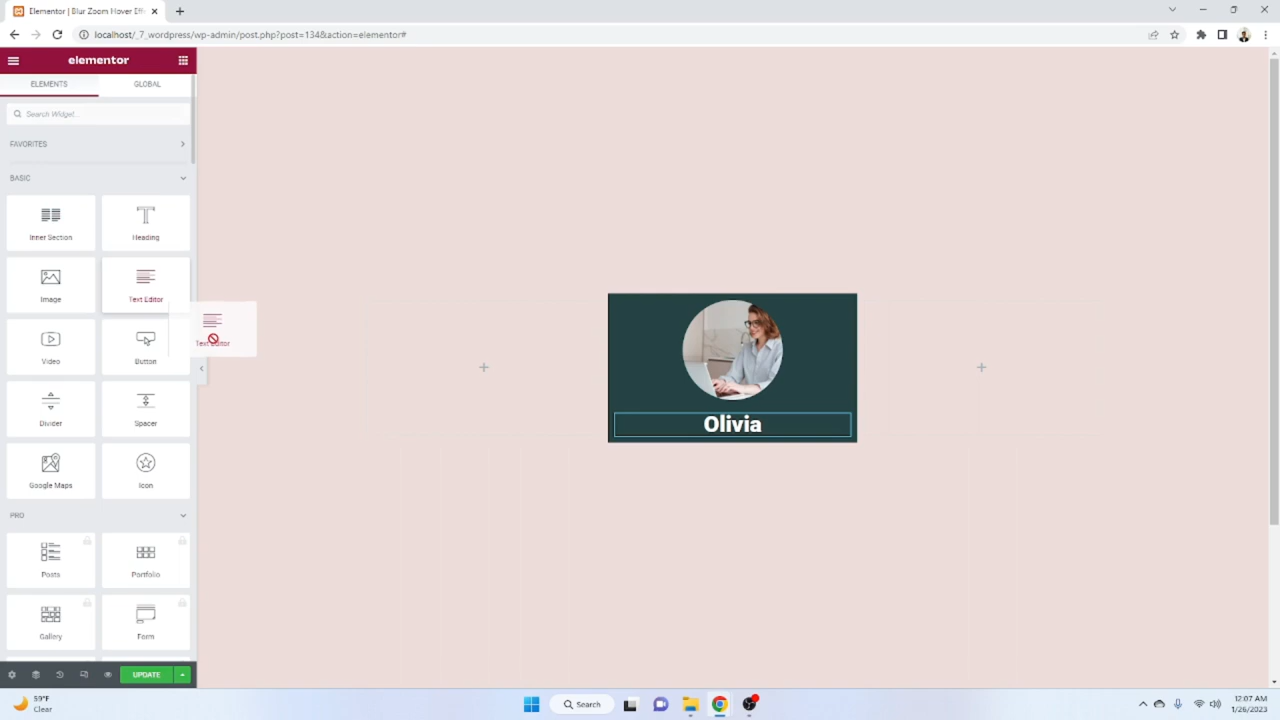 Elementor | Blur Zoom Hover Eff
localhost/_7_wordpress/wp-admin/post.php?post=134&action=elementor#
elementor
ELEMENTS
GLOBAL
Search Widget...
FAVORITES
BASIC
Inner Section
Heading
Image
Text Editor
Text Editor
Video
Button
Divider
Spacer
Google Maps
Icon
Olivia
PRO
Posts
Portfolio
Gallery
Form
UPDATE
59°F
Clear
Search
12:07 AM
1/26/2023